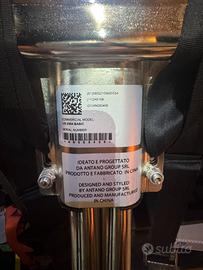 COMMERCIAL MODEL:
SERIAL NUMBER:
IDEATO E PROGETTATO
DA ANTANO GROUP SRL
PRODOTTO E FABBRICATO: IN CINA
DESIGNED AND STYLED
BY ANTANO GROUP SRL
PRODUCED AND MANUFACTURED
IN CHINA
subito